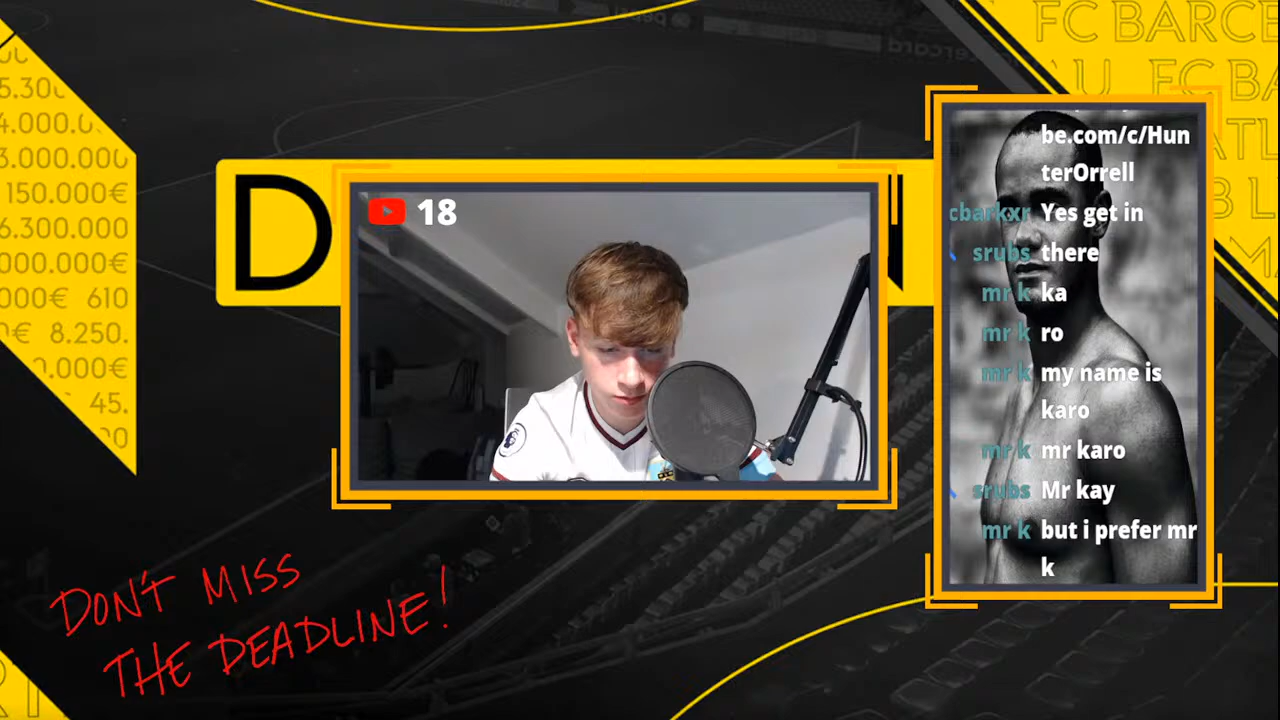 5.300
4.000.0
3.000.000
150.000€
6.300.000
000.000€
000€ 610
0€ 8.250.
0.000€
45.
FC BARCE
U FC BA
ATL
B L
D
18
be.com/c/Hun
terOrrell
cbarkxr Yes get in
srubs there
mr k ka
mr k ro
mr k my name is
karo
mr k mr karo
srubs Mr kay
mr k but i prefer mr
k
DON'T MISS
THE DEADLINE!